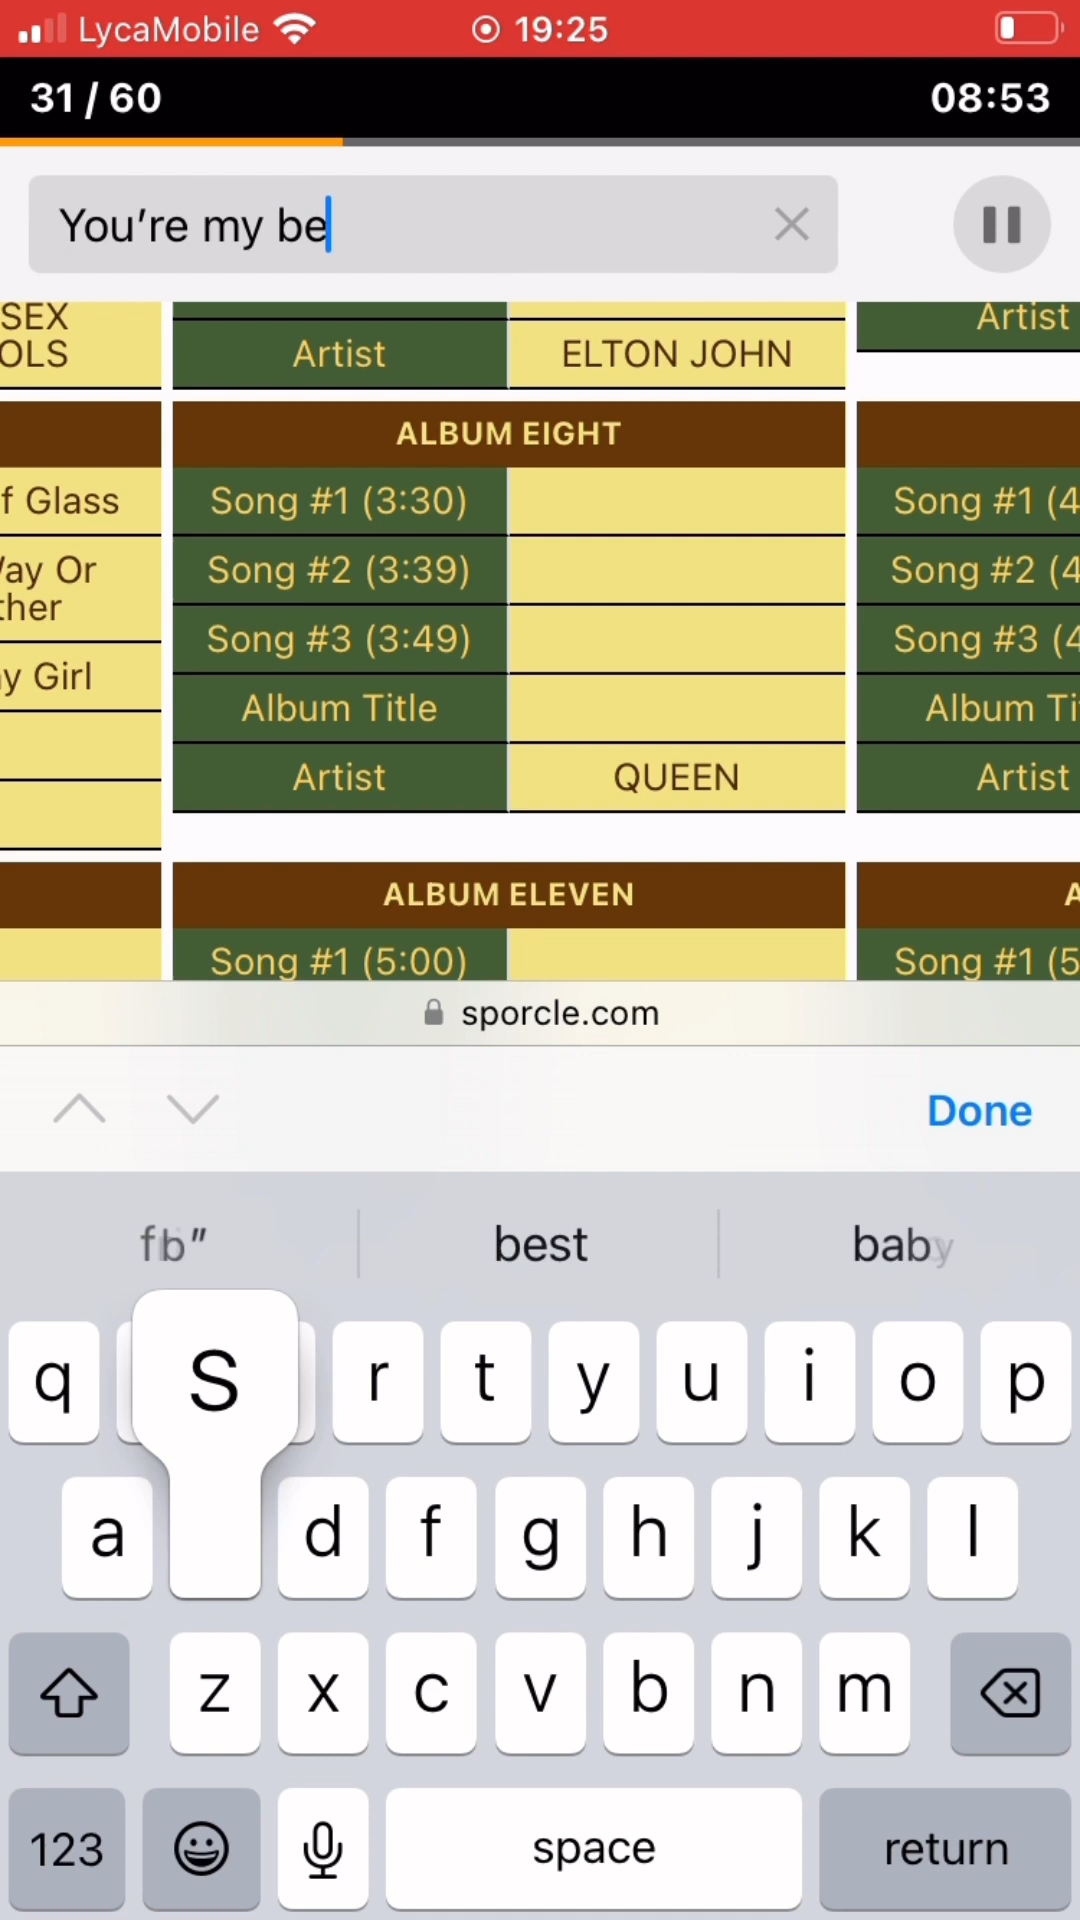 LycaMobile 19:25
31 / 60 08:53
You're my be
SEX
OLS
Artist ELTON JOHN
Artist
ALBUM EIGHT
f Glass
Song #1 (3:30)
Song #1 (4
Way Or
ther
Song #2 (3:39)
Song #2 (4
Song #3 (3:49)
Song #3 (4
y Girl
Album Title
Album Ti
Artist QUEEN
Artist
ALBUM ELEVEN
A
Song #1 (5:00)
Song #1 (5
sporcle.com
Done
best baby
q S r t y u i o p
a d f g h j k l
z x c v b n m
123 space return